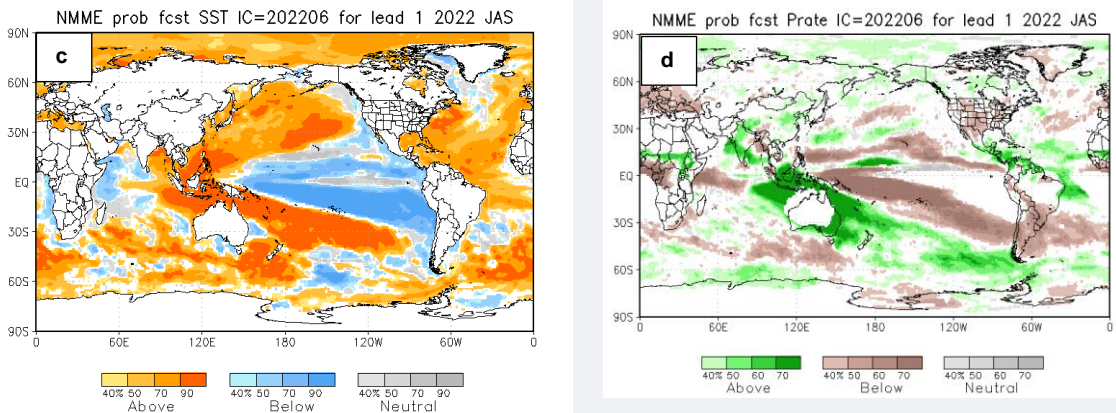 NMME prob fcst SST IC=202206 for lead 1 2022 JAS
c
90N
60N
30N
EQ
30S
60S
90S
0 60E 120E 180 120W 60W 0
40% 50 70 90
Above
40% 50 70 90
Below
40% 50 70 90
Neutral
NMME prob fcst Prate IC=202206 for lead 1 2022 JAS
d
90N
60N
30N
EQ
30S
60S
90S
0 60E 120E 180 120W 60W 0
40% 50 60 70
Above
40% 50 60 70
Below
40% 50 60 70
Neutral